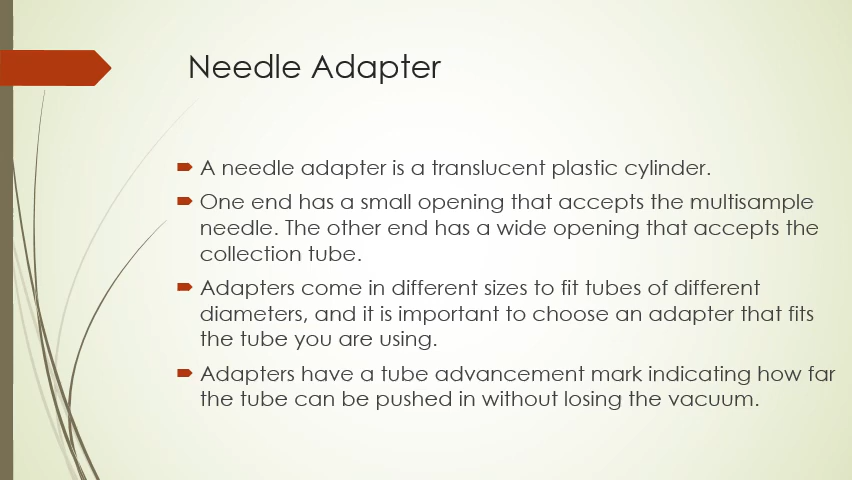 Needle Adapter
A needle adapter is a translucent plastic cylinder.
One end has a small opening that accepts the multisample
needle. The other end has a wide opening that accepts the
collection tube.
Adapters come in different sizes to fit tubes of different
diameters, and it is important to choose an adapter that fits
the tube you are using.
Adapters have a tube advancement mark indicating how far
the tube can be pushed in without losing the vacuum.